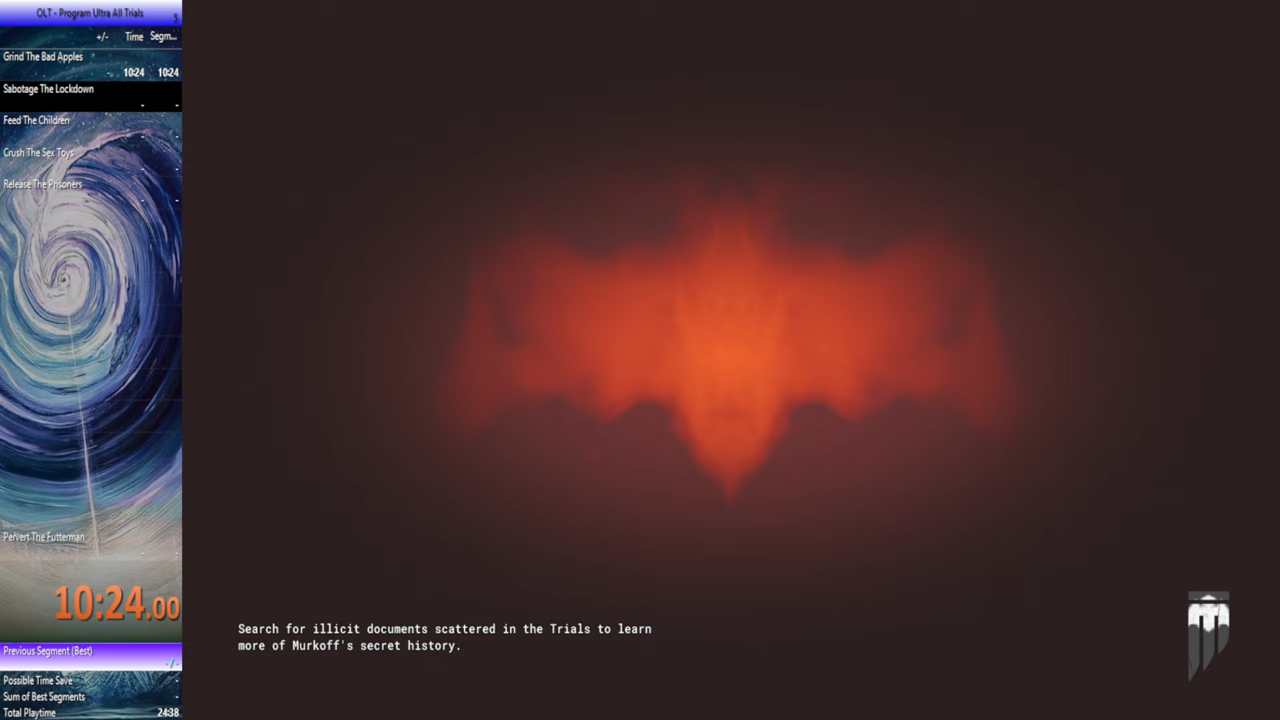 OLT - Program Ultra All Trials
5
+/- Time Segm...
Grind The Bad Apples
10:24 10:24
Sabotage The Lockdown
- -
Feed The Children
- -
Crush The Sex Toys
- -
Release The Prisoners
- -
Pervert The Futterman
- -
10:24.00
Previous Segment (Best)
-/-
Possible Time Save -
Sum of Best Segments -
Total Playtime 24:38
Search for illicit documents scattered in the Trials to learn
more of Murkoff's secret history.